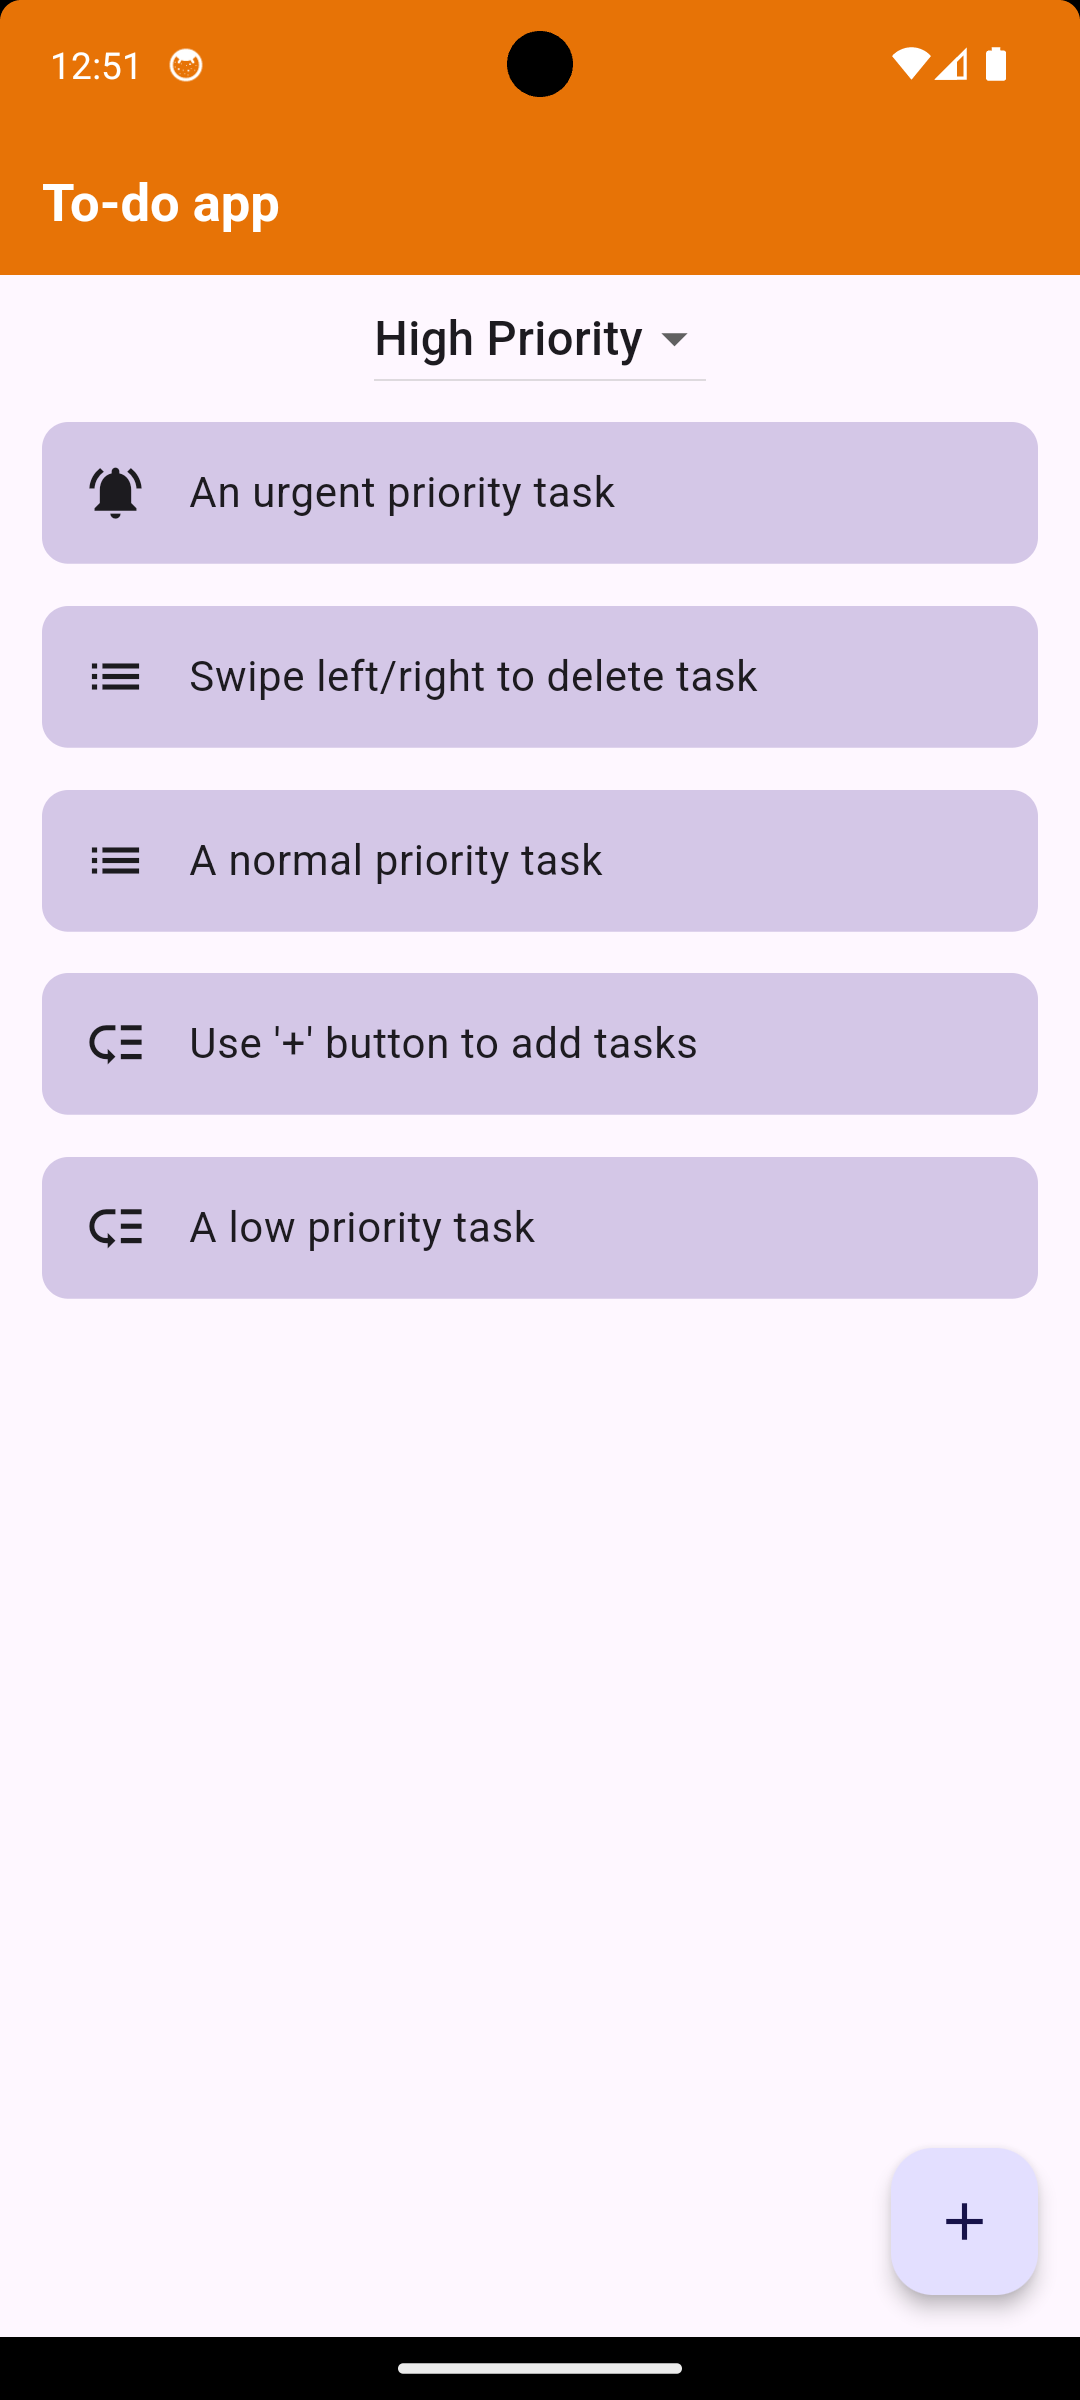 12:51
To-do app
High Priority
An urgent priority task
Swipe left/right to delete task
A normal priority task
Use '+' button to add tasks
A low priority task
+